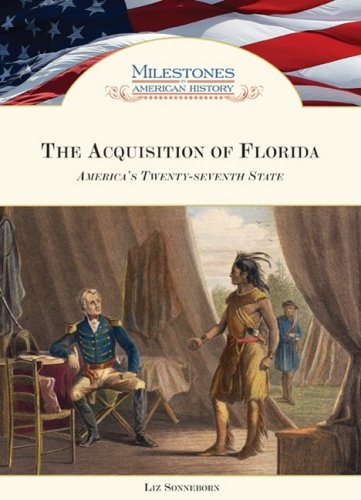 MILESTONES
IN
AMERICAN HISTORY
THE ACQUISITION OF FLORIDA
AMERICA'S TWENTY-SEVENTH STATE
LIZ SONNEBORN